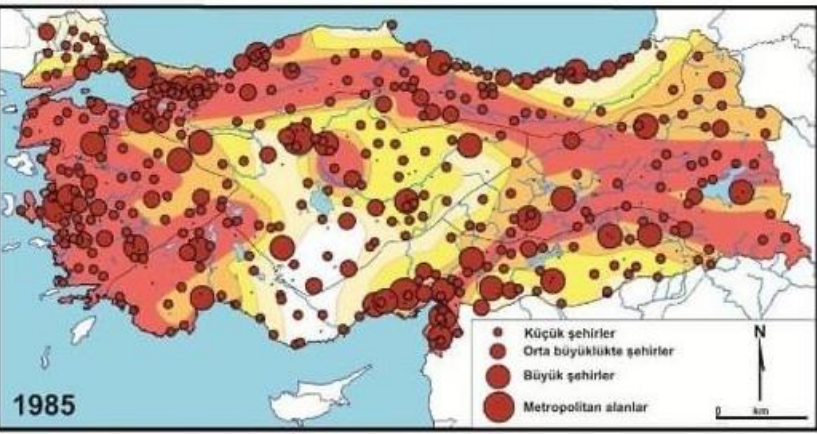 Küçük şehirler
Orta büyüklükte şehirler
Büyük şehirler
Metropolitan alanlar
N
0 km
1985